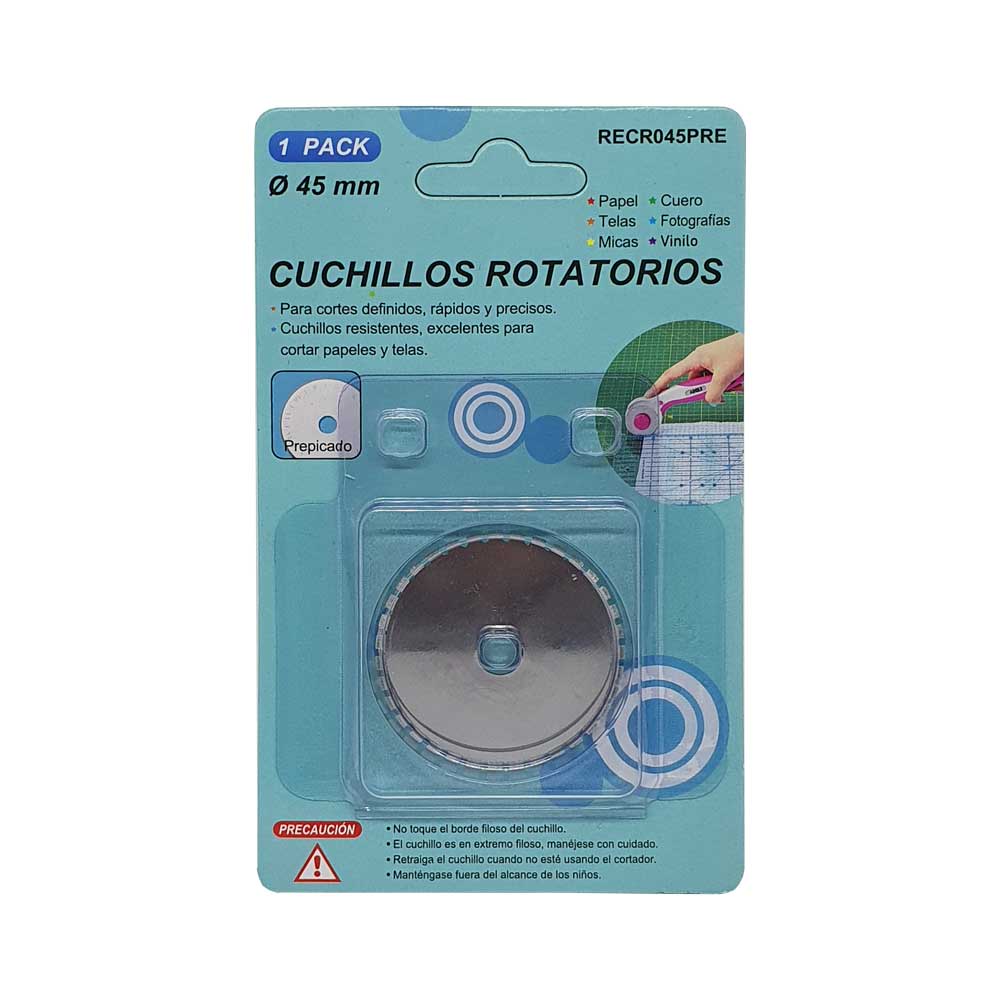 1 PACK
RECR045PRE
Ø 45 mm
Papel
Cuero
Telas
Fotografías
Micas
Vinilo
CUCHILLOS ROTATORIOS
Para cortes definidos, rápidos y precisos.
Cuchillos resistentes, excelentes para
cortar papeles y telas.
Prepicado
PRECAUCIÓN
• No toque el borde filoso del cuchillo.
• El cuchillo es en extremo filoso, manéjese con cuidado.
• Retraiga el cuchillo cuando no esté usando el cortador.
• Manténgase fuera del alcance de los niños.